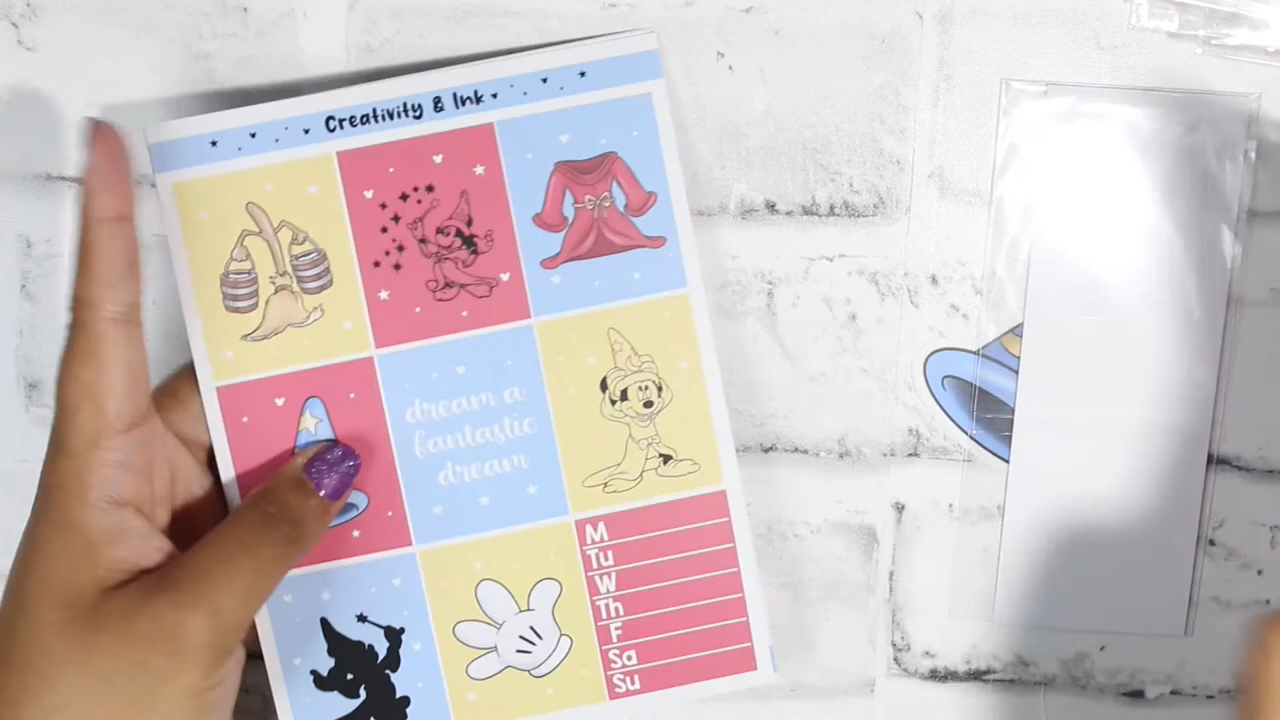 Creativity & Ink
dream a
fantastic
dream
M
Tu
W
Th
F
Sa
Su